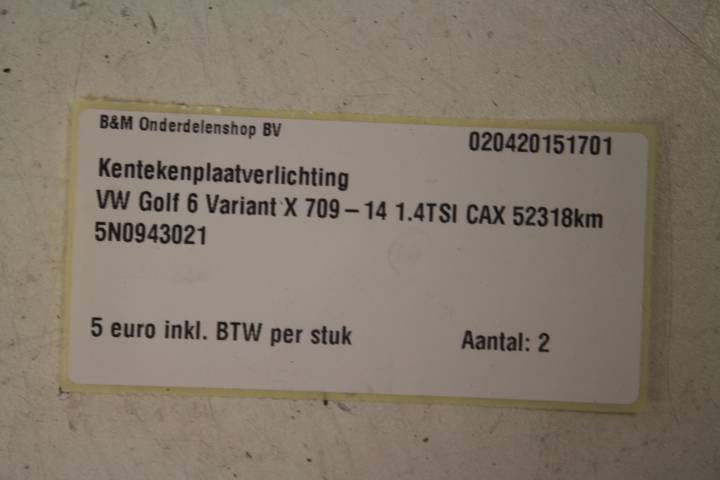 B&M Onderdelenshop BV 020420151701
Kentekenplaatverlichting
VW Golf 6 Variant X 709-14 1.4TSI CAX 52318km
5N0943021
5 euro inkl. BTW per stuk Aantal: 2